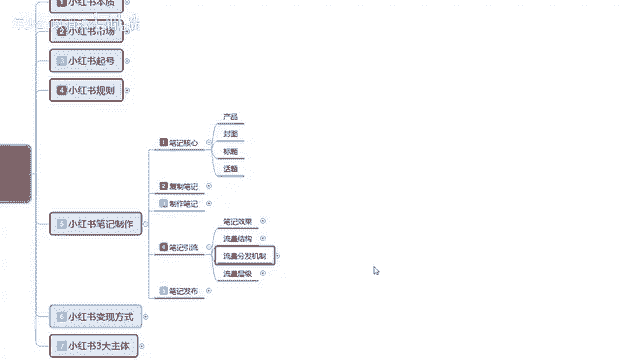 1 小红书本质
2 小红书市场
3 小红书起号
4 小红书规则
5 小红书笔记制作
1 笔记核心
产品
封面
标题
话题
2 复制笔记
3 制作笔记
4 笔记引流
笔记效果
流量结构
流量分发机制
流量层级
5 笔记发布
6 小红书变现方式
7 小红书3大主体